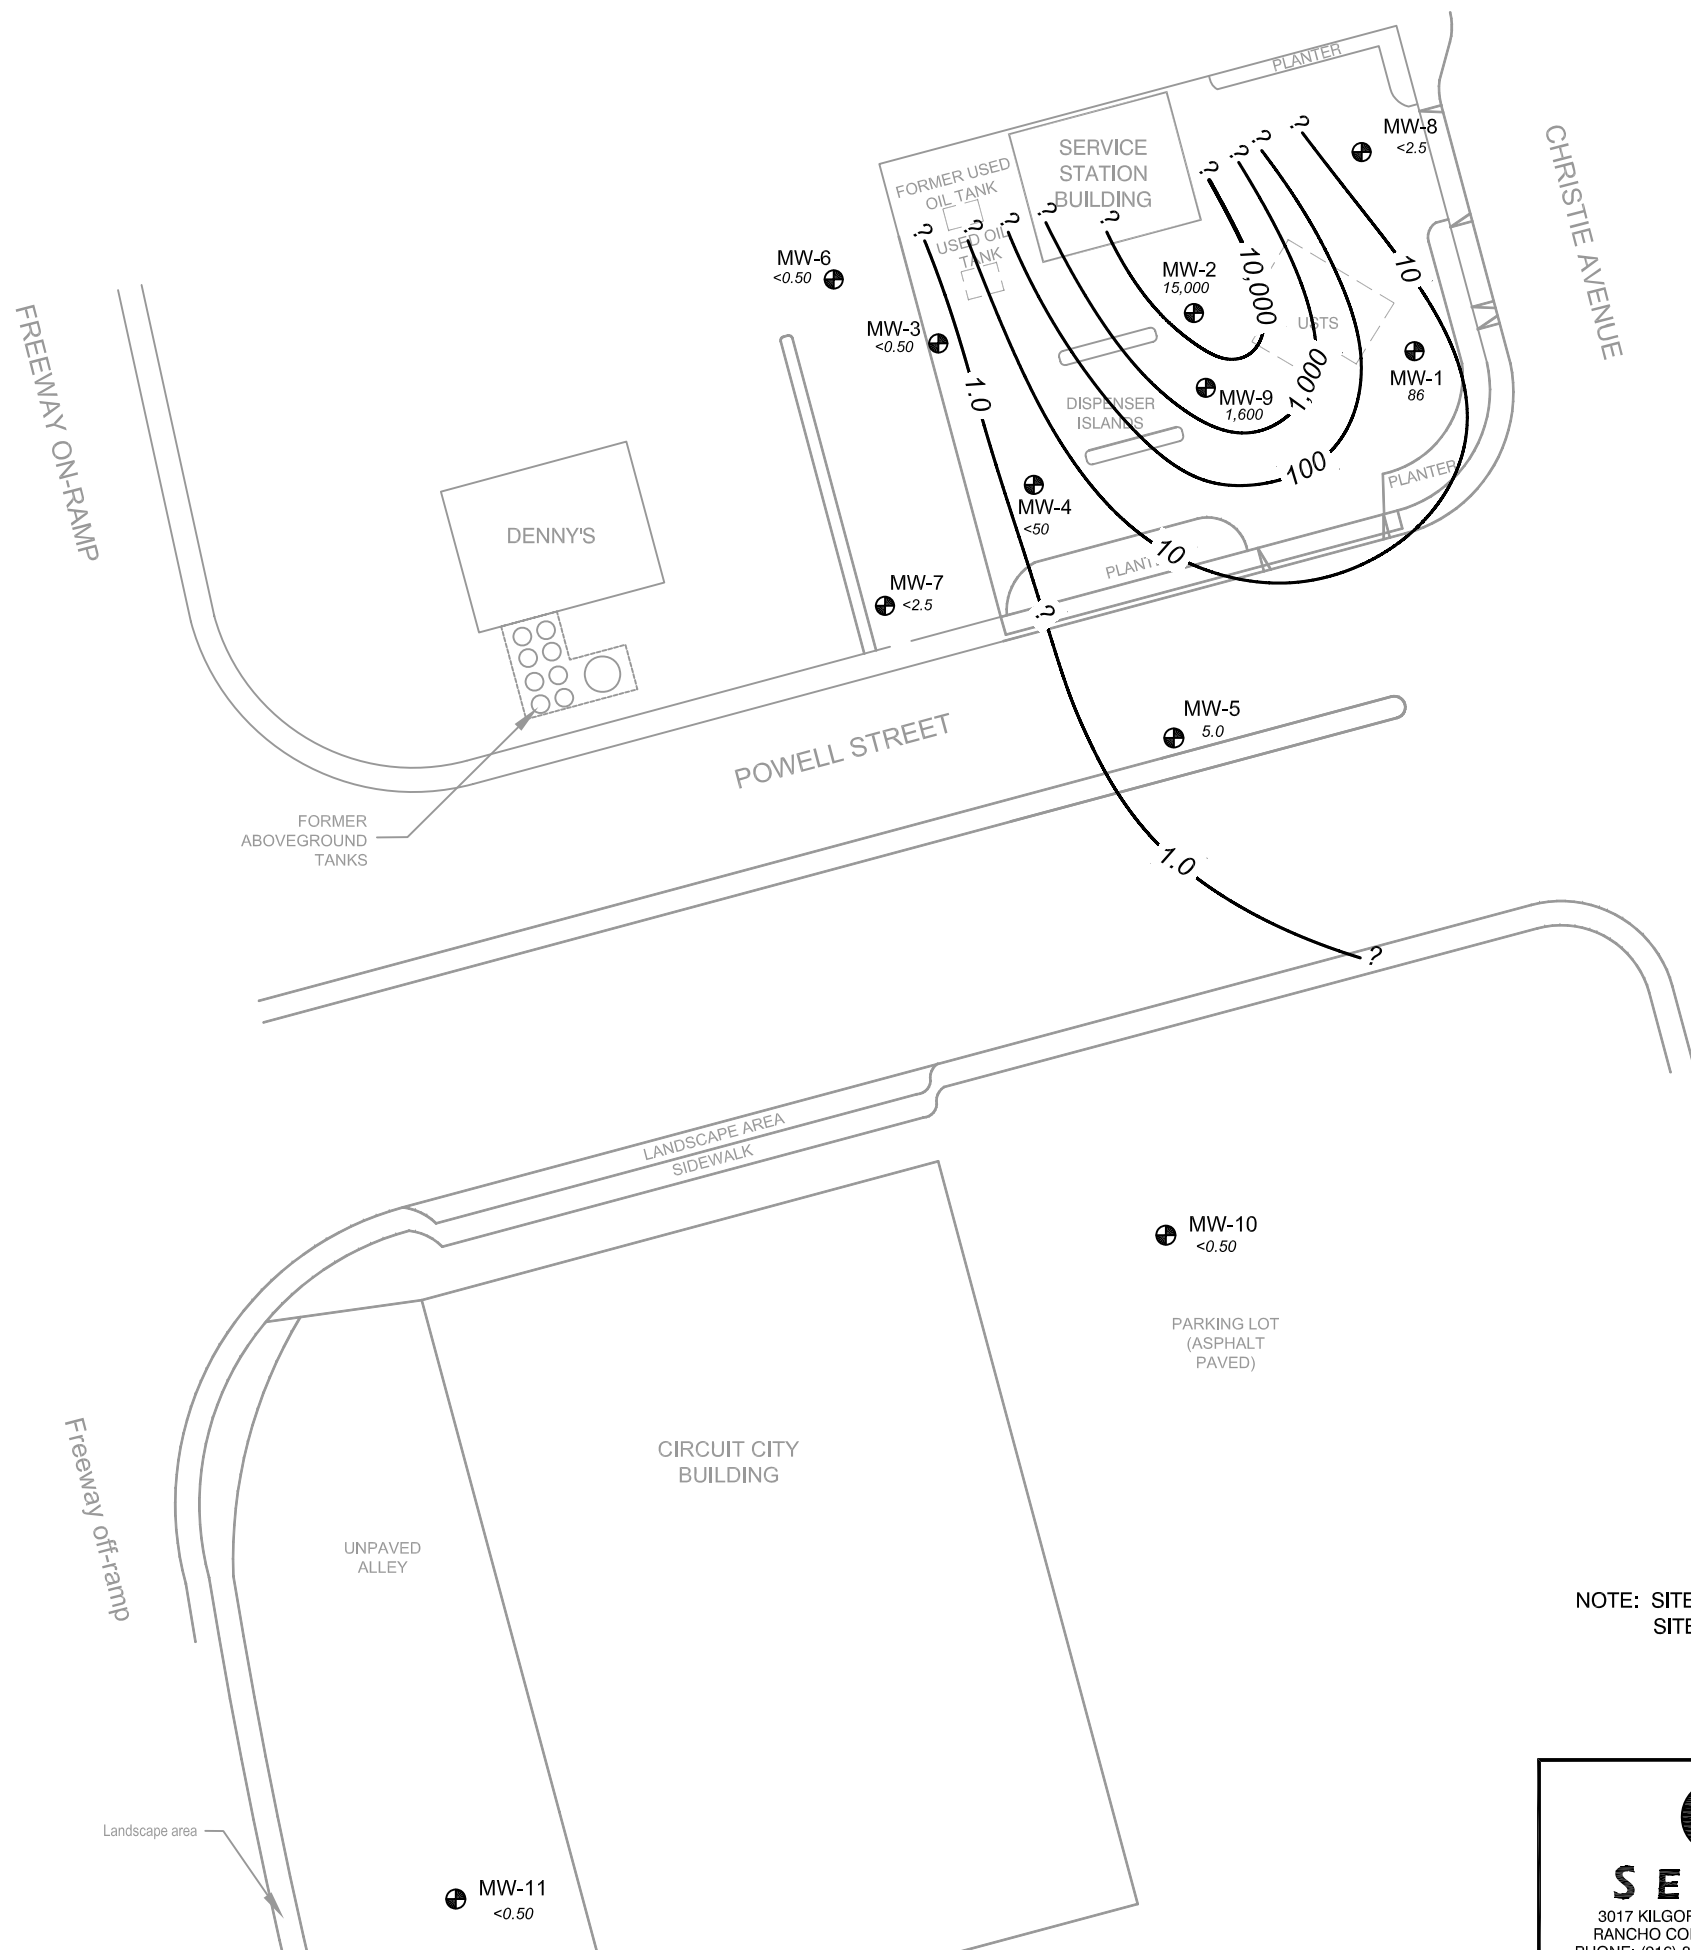 PLANTER
MW-8
<2.5
CHRISTIE AVENUE
SERVICE
STATION
BUILDING
FORMER USED
OIL TANK
USED OIL
TANK
?
?
?
?
?
?
?
?
?
MW-6
<0.50
MW-2
15,000
10,000
10
USTS
MW-3
<0.50
1.0
MW-1
86
1,000
MW-9
1,600
DISPENSER
ISLANDS
100
PLANTER
MW-4
<50
10
FREEWAY ON-RAMP
DENNY'S
MW-7
<2.5
?
MW-5
5.0
POWELL STREET
FORMER
ABOVEGROUND
TANKS
1.0
?
LANDSCAPE AREA
SIDEWALK
MW-10
<0.50
PARKING LOT
(ASPHALT
PAVED)
CIRCUIT CITY
BUILDING
Freeway off-ramp
UNPAVED
ALLEY
NOTE: SITE
SITE
Landscape area
MW-11
<0.50
S E
3017
RANCHO